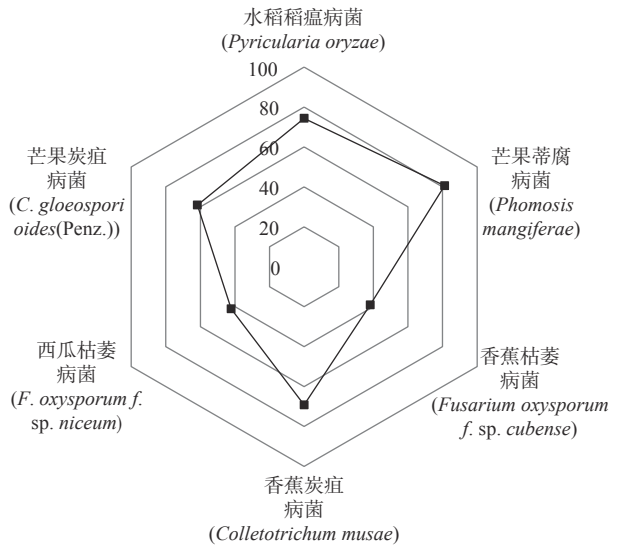 水稻稻瘟病菌
(Pyricularia oryzae)
100
80
60
40
20
0
芒果蒂腐
病菌
(Phomosis
mangiferae)
香蕉枯萎
病菌
(Fusarium oxysporum
f. sp. cubense)
香蕉炭疽
病菌
(Colletotrichum musae)
西瓜枯萎
病菌
(F. oxysporum f.
sp. niceum)
芒果炭疽
病菌
(C. gloeospori
oides(Penz.))